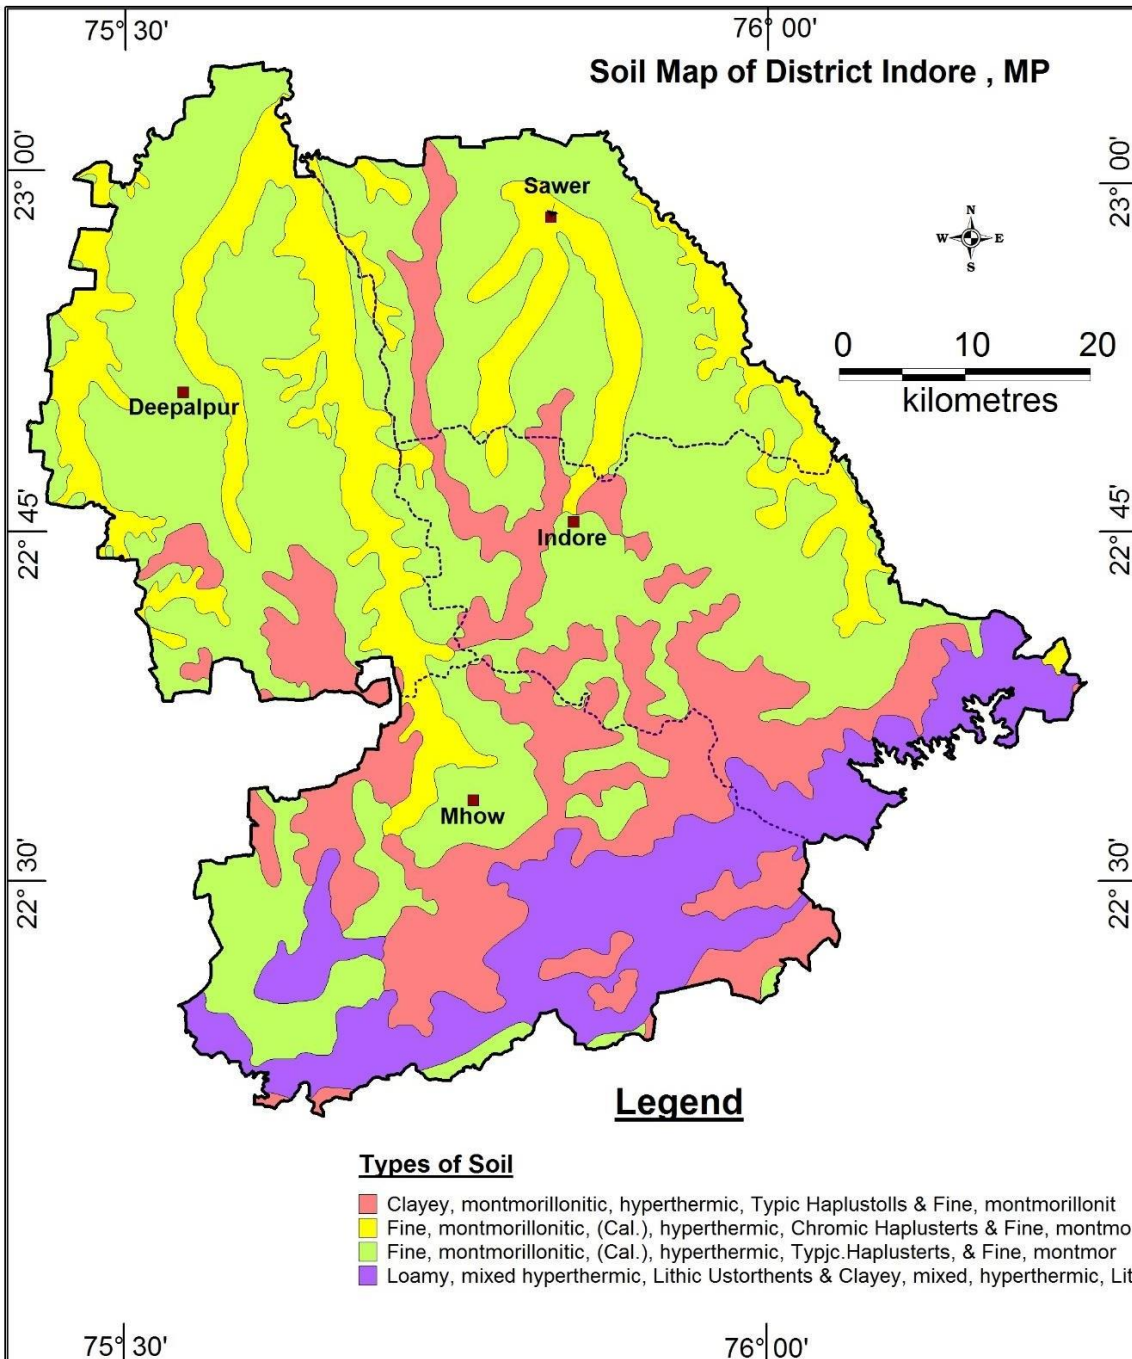 75° 30'
76° 00'
Soil Map of District Indore , MP
23° 00'
23° 00'
Sawer
N
W E
S
0 10 20
kilometres
Deepalpur
22° 45'
22° 45'
Indore
Mhow
22° 30'
22° 30'
Legend
Types of Soil
Clayey, montmorillonitic, hyperthermic, Typic Haplustolls & Fine, montmorillonit
Fine, montmorillonitic, (Cal.), hyperthermic, Chromic Haplusterts & Fine, montmo
Fine, montmorillonitic, (Cal.), hyperthermic, Typjc.Haplusterts, & Fine, montmor
Loamy, mixed hyperthermic, Lithic Ustorthents & Clayey, mixed, hyperthermic, Lit
75° 30'
76° 00'